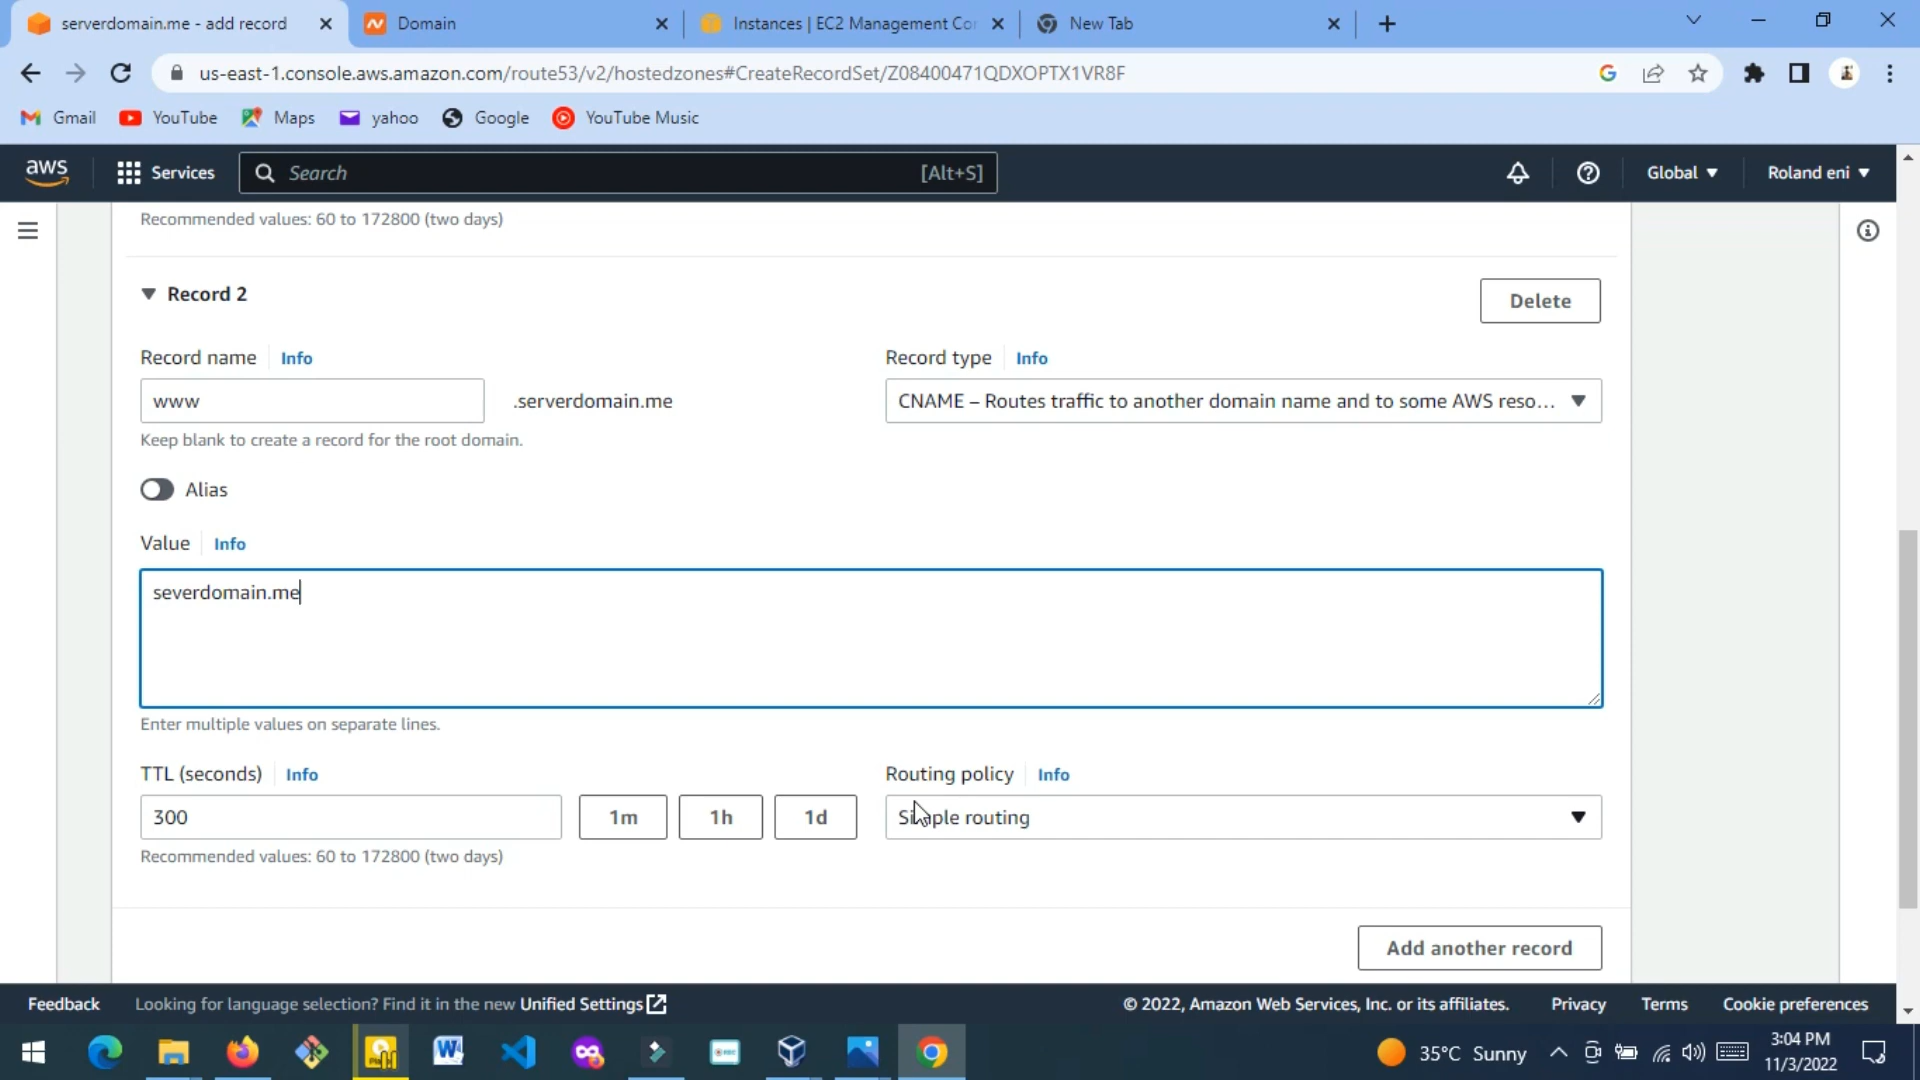 serverdomain.me - add record
Domain
Instances | EC2 Management Con
New Tab
us-east-1.console.aws.amazon.com/route53/v2/hostedzones#CreateRecordSet/Z08400471QDXOPTX1VR8F
Gmail YouTube Maps yahoo Google YouTube Music
aws Services Search [Alt+S] Global Roland eni
Recommended values: 60 to 172800 (two days)
Record 2
Delete
Record name Info
Record type Info
www .serverdomain.me
CNAME – Routes traffic to another domain name and to some AWS reso...
Keep blank to create a record for the root domain.
Alias
Value Info
severdomain.me
Enter multiple values on separate lines.
TTL (seconds) Info
Routing policy Info
300 1m 1h 1d
Simple routing
Recommended values: 60 to 172800 (two days)
Add another record
Feedback Looking for language selection? Find it in the new Unified Settings © 2022, Amazon Web Services, Inc. or its affiliates. Privacy Terms Cookie preferences
35°C Sunny
3:04 PM
11/3/2022